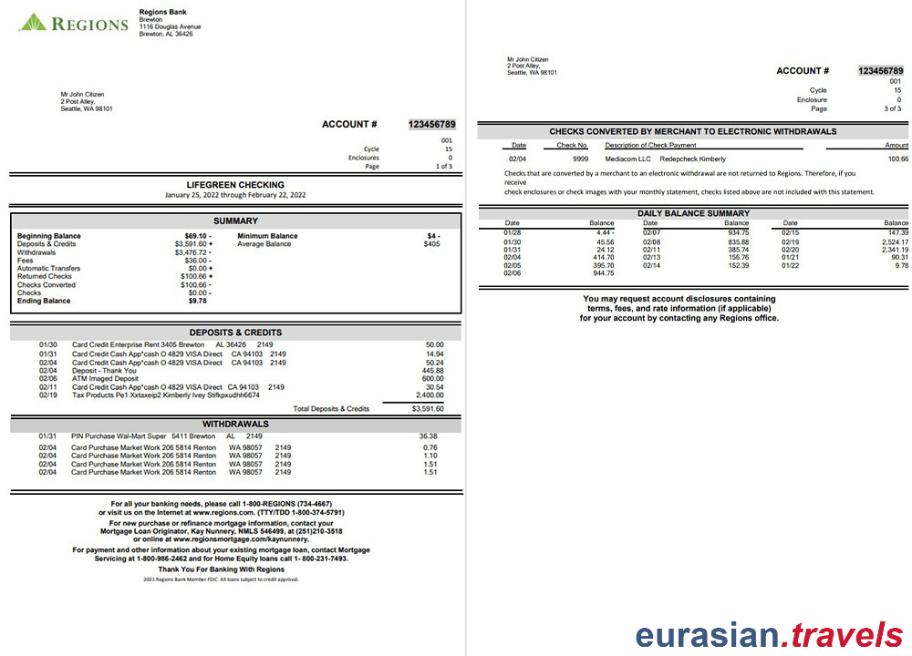 REGIONS
Regions Bank
Brewton
1116 Douglas Avenue
Brewton, AL 36426
Mr John Citizen
2 Post Alley,
Seattle, WA 98101
ACCOUNT # 123456789
001
Cycle 15
Enclosures 0
Page 1 of 3
LIFEGREEN CHECKING
January 25, 2022 through February 22, 2022
SUMMARY
Beginning Balance $69.10 - Minimum Balance $4 -
Deposits & Credits $3,591.60 + Average Balance $405
Withdrawals $3,476.72 -
Fees $36.00 -
Automatic Transfers $0.00 +
Returned Checks $100.66 +
Checks Converted $100.66 -
Checks $0.00 -
Ending Balance $9.78
DEPOSITS & CREDITS
01/30 Card Credit Enterprise Rent 3405 Brewton AL 36426 2149 50.00
01/31 Card Credit Cash App*cash O 4829 VISA Direct CA 94103 2149 14.94
02/04 Card Credit Cash App*cash O 4829 VISA Direct CA 94103 2149 50.24
02/04 Deposit - Thank You 445.88
02/06 ATM Imaged Deposit 600.00
02/11 Card Credit Cash App*cash O 4829 VISA Direct CA 94103 2149 30.54
02/19 Tax Products Pe1 Xxtaxeip2 Kimberly Ivey Stifkpxudhh6674 2,400.00
Total Deposits & Credits $3,591.60
WITHDRAWALS
01/31 PIN Purchase Wal-Mart Super 5411 Brewton AL 2149 36.38
02/04 Card Purchase Market Work 206 5814 Renton WA 98057 2149 0.76
02/04 Card Purchase Market Work 206 5814 Renton WA 98057 2149 1.10
02/04 Card Purchase Market Work 206 5814 Renton WA 98057 2149 1.51
02/04 Card Purchase Market Work 206 5814 Renton WA 98057 2149 1.51
For all your banking needs, please call 1-800-REGIONS (734-4667)
or visit us on the Internet at www.regions.com. (TTY/TDD 1-800-374-5791)
For new purchase or refinance mortgage information, contact your
Mortgage Loan Originator, Kay Nunnery, NMLS 546499, at (251)210-3518
or online at www.regionsmortgage.com/kaynunnery.
For payment and other information about your existing mortgage loan, contact Mortgage
Servicing at 1-800-986-2462 and for Home Equity loans call 1- 800-231-7493.
Thank You For Banking With Regions
2021 Regions Bank Member FDIC. All loans subject to credit approval.
Mr John Citizen
2 Post Alley,
Seattle, WA 98101
ACCOUNT # 123456789
001
Cycle 15
Enclosure 0
Page 3 of 3
CHECKS CONVERTED BY MERCHANT TO ELECTRONIC WITHDRAWALS
Date Check No. Description of Check Payment Amount
02/04 9999 Mediacom LLC Redepcheck Kimberly 100.66
Checks that are converted by a merchant to an electronic withdrawal are not returned to Regions. Therefore, if you
receive
check enclosures or check images with your monthly statement, checks listed above are not included with this statement.
DAILY BALANCE SUMMARY
Date Balance Date Balance Date Balance
01/28 4.44 - 02/07 934.75 02/15 147.39
01/30 45.56 02/08 835.88 02/19 2,524.17
01/31 24.12 02/11 385.74 02/20 2,341.19
02/04 414.70 02/13 156.76 01/21 90.31
02/05 395.70 02/14 152.39 01/22 9.78
02/06 944.75
You may request account disclosures containing
terms, fees, and rate information (if applicable)
for your account by contacting any Regions office.
eurasian.travels